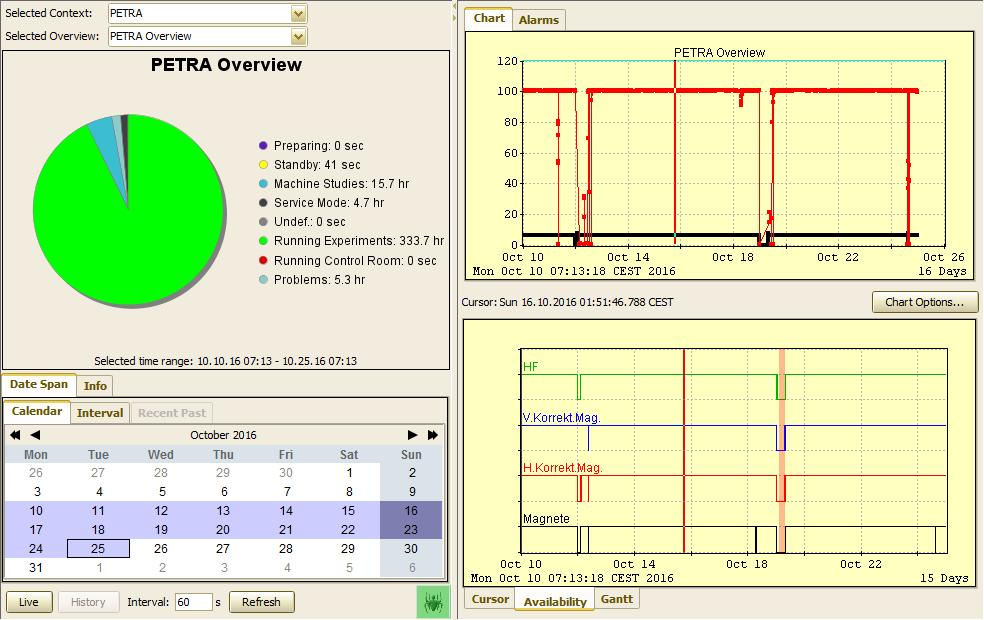 Selected Context: PETRA
Selected Overview: PETRA Overview
PETRA Overview
Preparing: 0 sec
Standby: 41 sec
Machine Studies: 15.7 hr
Service Mode: 4.7 hr
Undef.: 0 sec
Running Experiments: 333.7 hr
Running Control Room: 0 sec
Problems: 5.3 hr
Selected time range: 10.10.16 07:13 - 10.25.16 07:13
Date Span Info
Calendar Interval Recent Past
October 2016
Mon Tue Wed Thu Fri Sat Sun
26 27 28 29 30 1 2
3 4 5 6 7 8 9
10 11 12 13 14 15 16
17 18 19 20 21 22 23
24 25 26 27 28 29 30
31 1 2 3 4 5 6
Live History Interval: 60 s Refresh
Chart Alarms
PETRA Overview
120
100
80
60
40
20
0
Oct 10 Oct 14 Oct 18 Oct 22 Oct 26
Mon Oct 10 07:13:18 CEST 2016 16 Days
Cursor: Sun 16.10.2016 01:51:46.788 CEST Chart Options...
HF
V.Korrekt.Mag.
H.Korrekt.Mag.
Magnete
Oct 10 Oct 14 Oct 18 Oct 22
Mon Oct 10 07:13:18 CEST 2016 15 Days
Cursor Availability Gantt